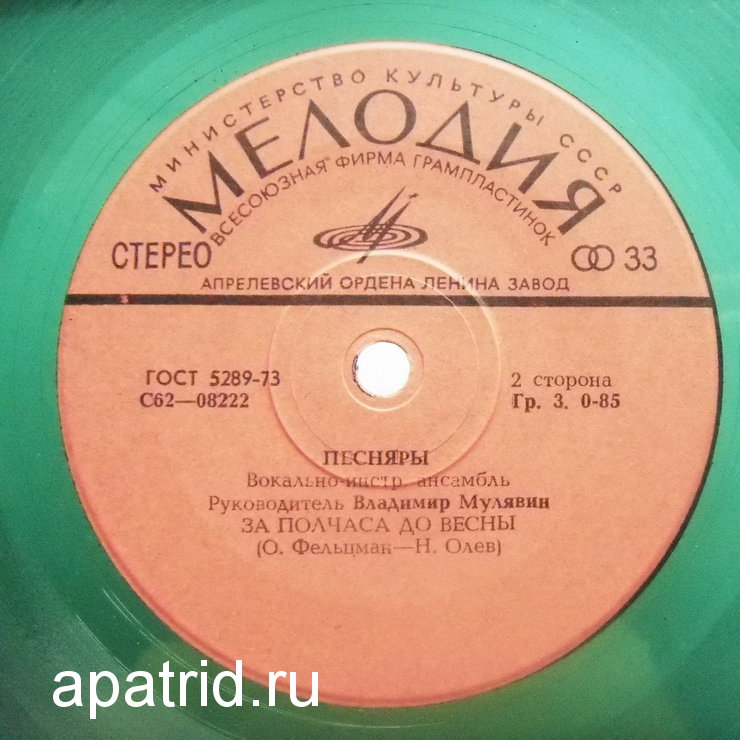 МИНИСТЕРСТВО КУЛЬТУРЫ СССР
МЕЛОДИЯ
ВСЕСОЮЗНАЯ ФИРМА ГРАМПЛАСТИНОК
СТЕРЕО
33
АПРЕЛЕВСКИЙ ОРДЕНА ЛЕНИНА ЗАВОД
ГОСТ 5289-73
С62—08222
2 сторона
Гр. 3. 0-85
ПЕСНЯРЫ
Вокально-инстр. ансамбль
Руководитель Владимир Мулявин
ЗА ПОЛЧАСА ДО ВЕСНЫ
(О. Фельцман—Н. Олев)
apatrid.ru